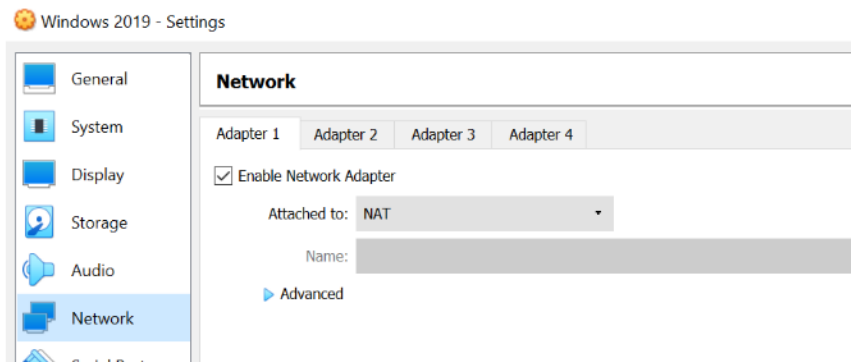 Windows 2019 - Settings
General
System
Display
Storage
Audio
Network
Network
Adapter 1 Adapter 2 Adapter 3 Adapter 4
Enable Network Adapter
Attached to: NAT
Name:
Advanced